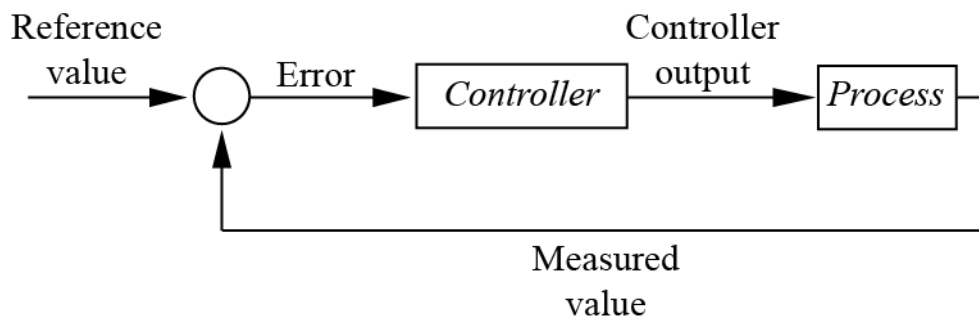 Reference
value
Error
Controller
Controller
output
Process
Measured
value